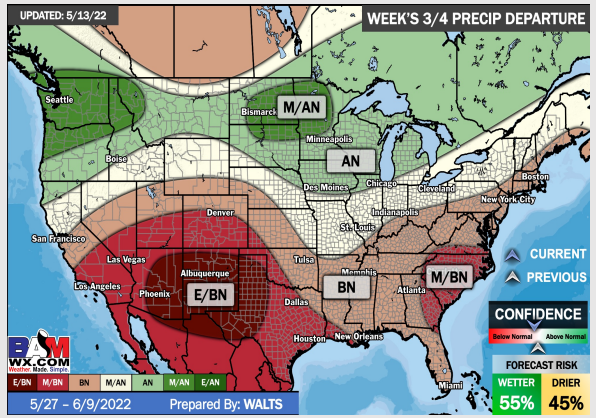 UPDATED: 5/13/22
WEEK'S 3/4 PRECIP DEPARTURE
Seattle
Bismarck
M/AN
Minneapolis
AN
Boise
Des Moines
Chicago
Cleveland
Boston
New York City
Denver
Indianapolis
St. Louis
San Francisco
Las Vegas
Tulsa
CURRENT
Albuquerque
Memphis
M/BN
PREVIOUS
Los Angeles
Phoenix
E/BN
BN
Atlanta
Dallas
CONFIDENCE
Below Normal
Above Normal
Houston
New Orleans
BAM
WX.COM
Weather. Made. Simple.
FORECAST RISK
E/BN M/BN BN M/AN AN M/AN E/AN
Miami
WETTER
DRIER
5/27 – 6/9/2022
Prepared By: WALTS
55%
45%